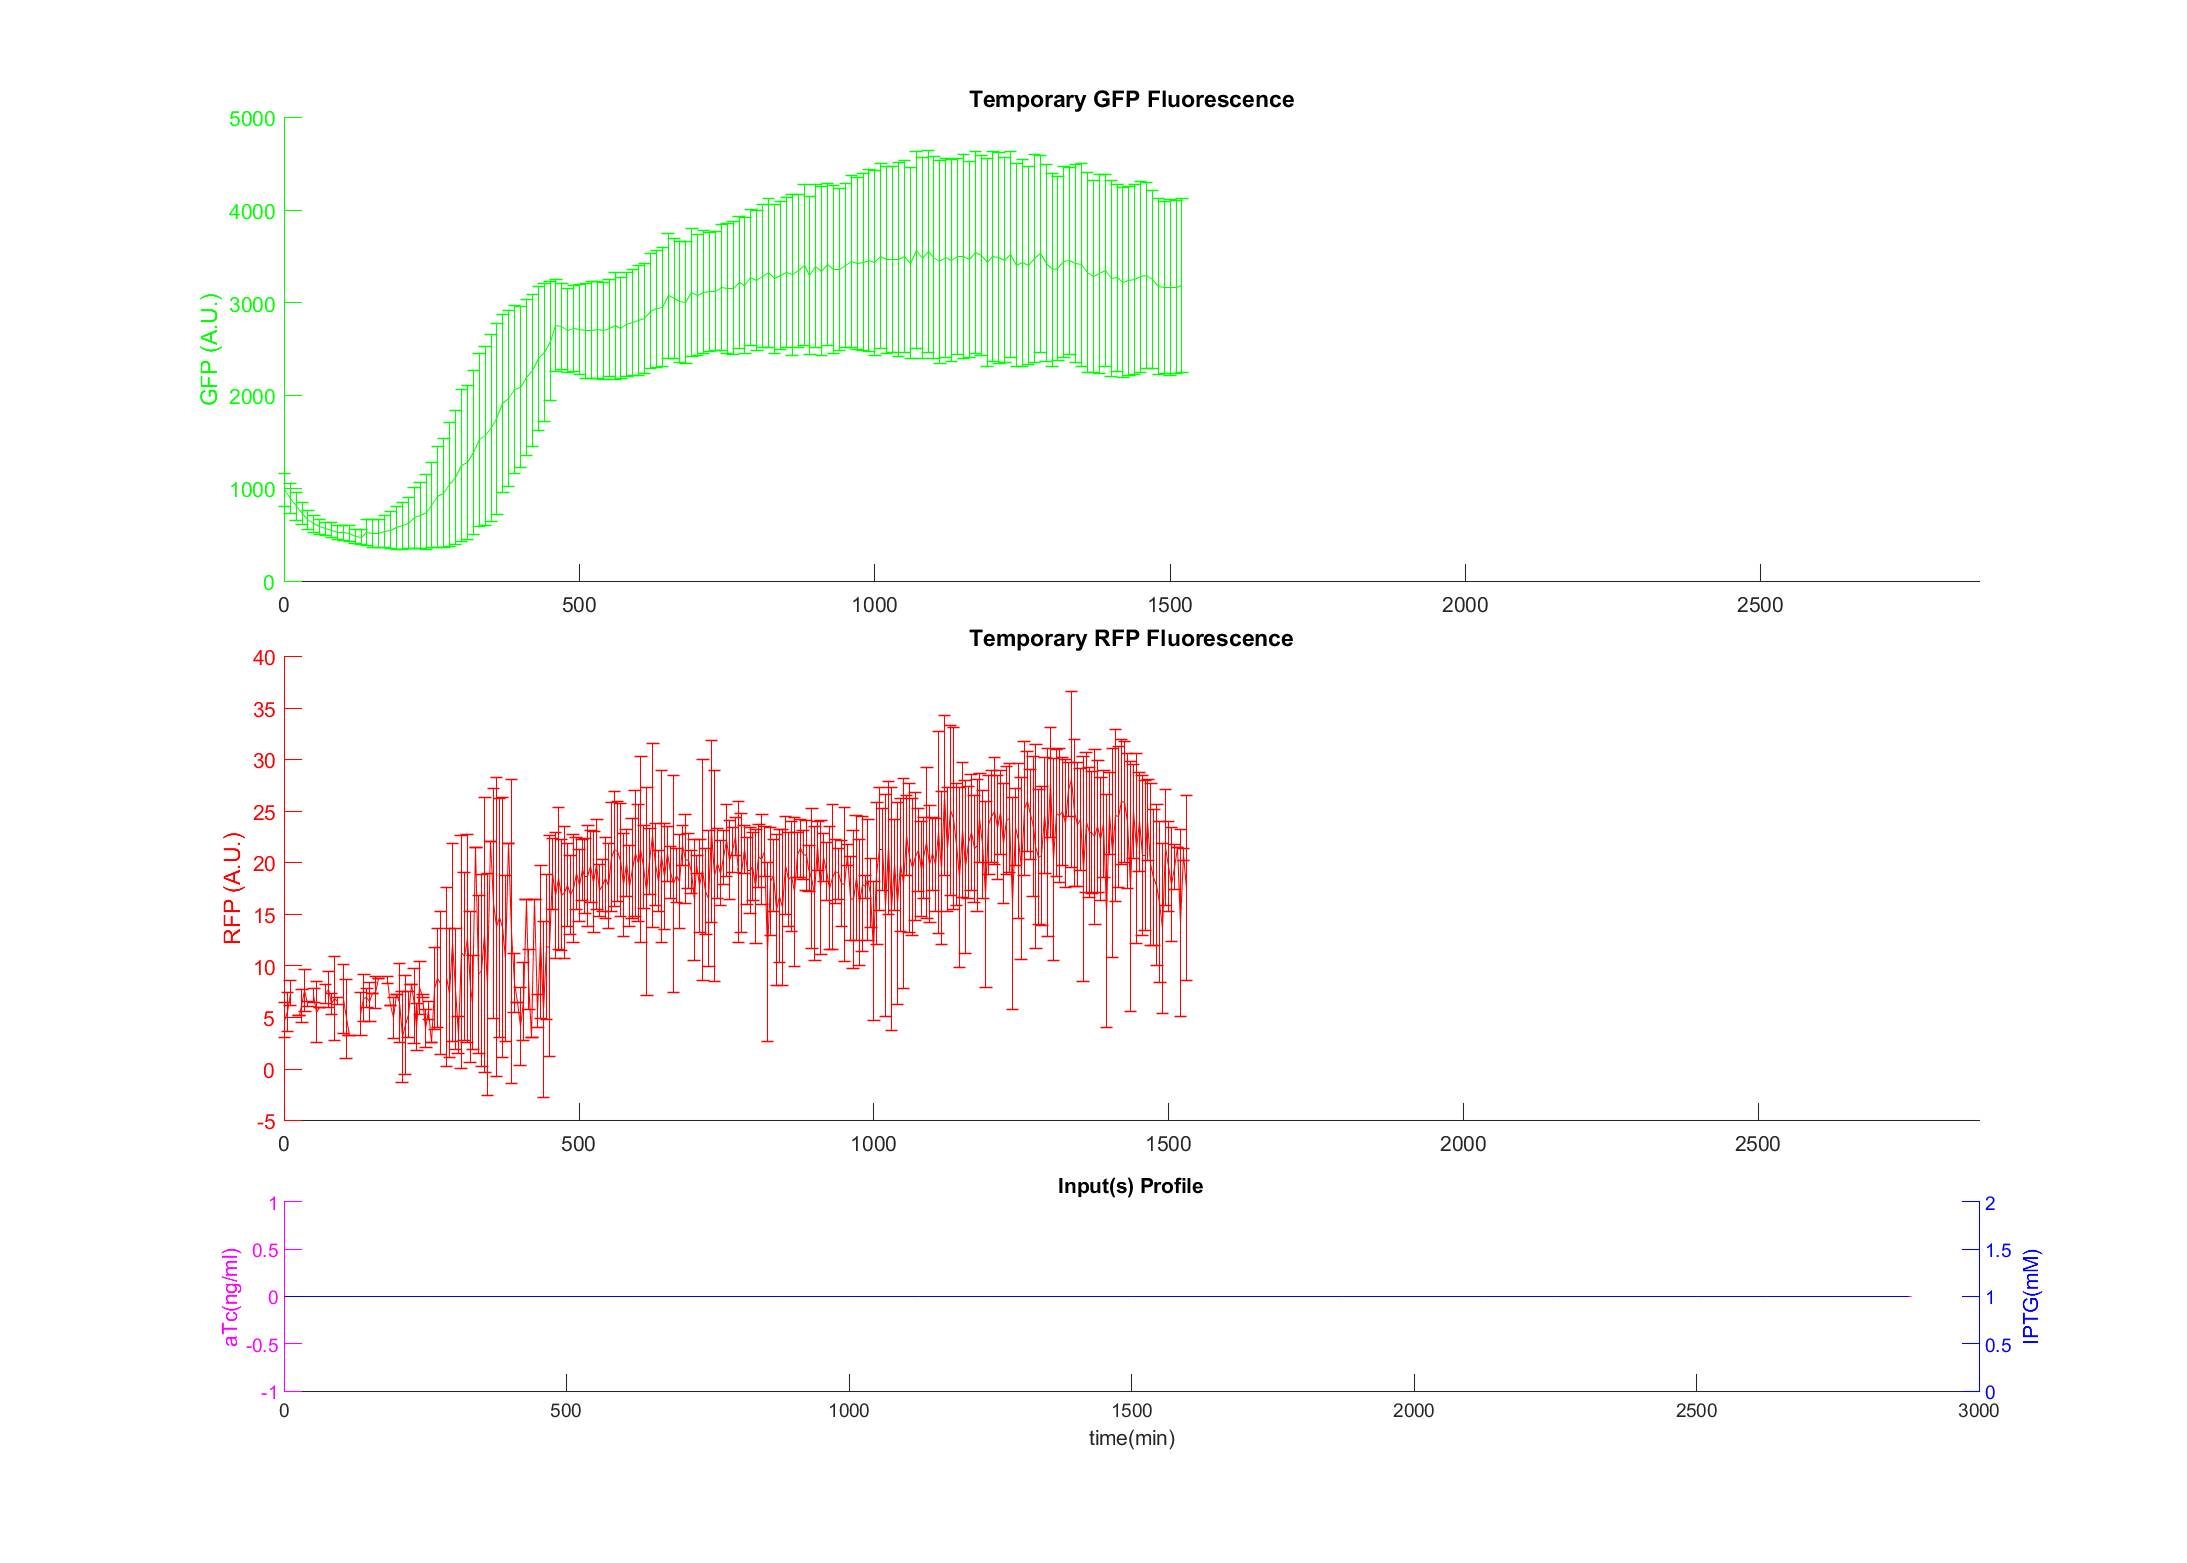 Temporary GFP Fluorescence
5000
4000
3000
2000
1000
0
GFP (A.U.)
0 500 1000 1500 2000 2500
Temporary RFP Fluorescence
40
35
30
25
20
15
10
5
0
-5
RFP (A.U.)
0 500 1000 1500 2000 2500
Input(s) Profile
1
0.5
0
-0.5
-1
aTc(ng/ml)
2
1.5
1
0.5
0
IPTG(mM)
0 500 1000 1500 2000 2500 3000
time(min)